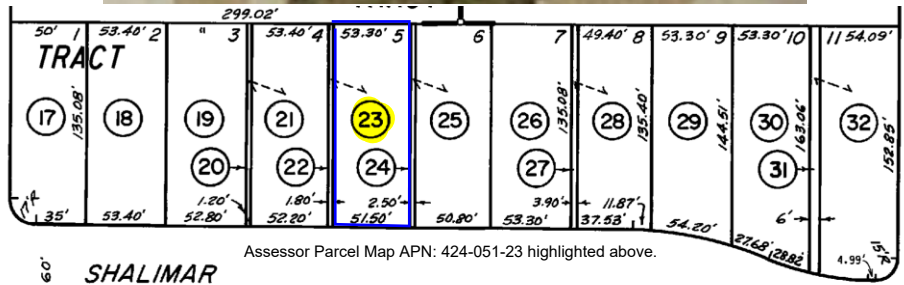 299.02'
50' 1 53.40' 2 " 3 53.40' 4 53.30' 5 6 7 49.40' 8 53.30' 9 53.30' 10 11 54.09'
TRACT
17 135.08' 18 19 21 23 25 26 135.08' 28 135.40' 29 144.51' 30 163.06' 32 152.85'
20 22 24 27 31
1.20' 1.80' 2.50' 3.90' 11.87' 6'
35' 53.40' 52.80' 52.20' 51.50' 50.80' 53.30' 37.53' 54.20' 27.68' 28.82' 4.99'
Assessor Parcel Map APN: 424-051-23 highlighted above.
60' SHALIMAR